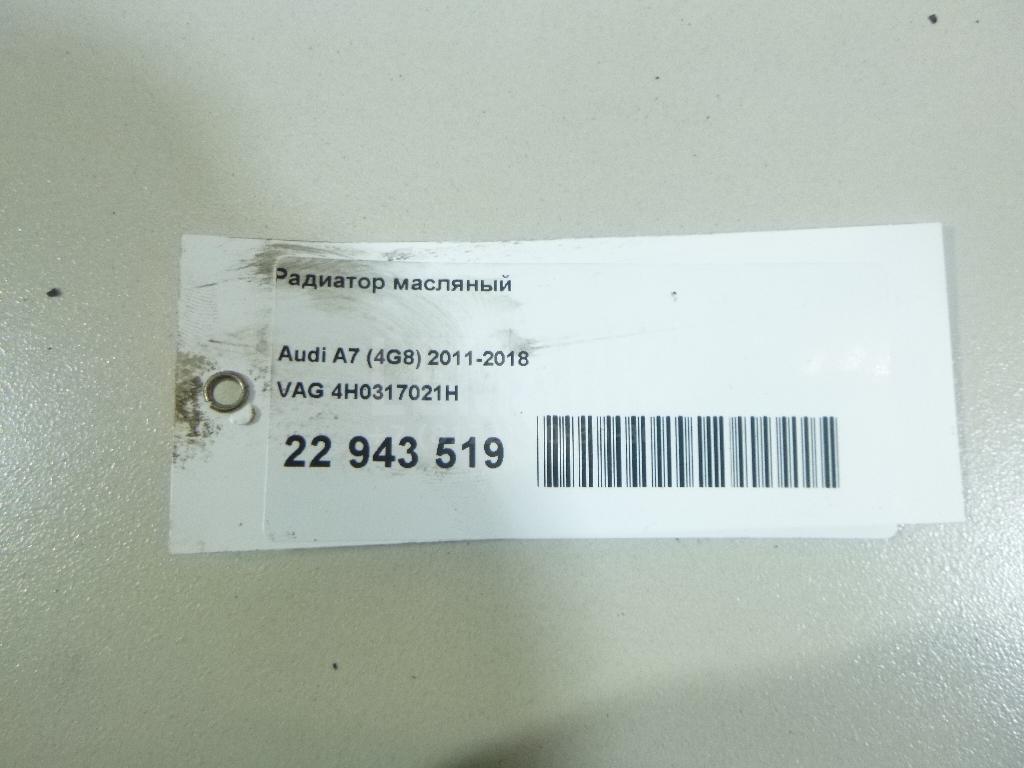 Радиатор масляный
Audi A7 (4G8) 2011-2018
VAG 4H0317021H
22 943 519